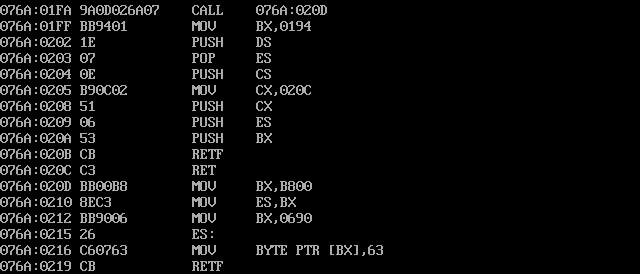 076A:01FA 9A0D026A07 CALL 076A:020D
076A:01FF BB9401 MOV BX,0194
076A:0202 1E PUSH DS
076A:0203 07 POP ES
076A:0204 0E PUSH CS
076A:0205 B90C02 MOV CX,020C
076A:0208 51 PUSH CX
076A:0209 06 PUSH ES
076A:020A 53 PUSH BX
076A:020B CB RETF
076A:020C C3 RET
076A:020D BB00B8 MOV BX,B800
076A:0210 8EC3 MOV ES,BX
076A:0212 BB9006 MOV BX,0690
076A:0215 26 ES:
076A:0216 C60763 MOV BYTE PTR [BX],63
076A:0219 CB RETF